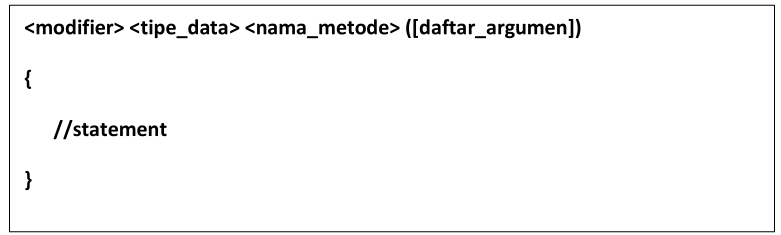 <modifier> <tipe_data> <nama_metode> ([daftar_argumen])
{
//statement
}